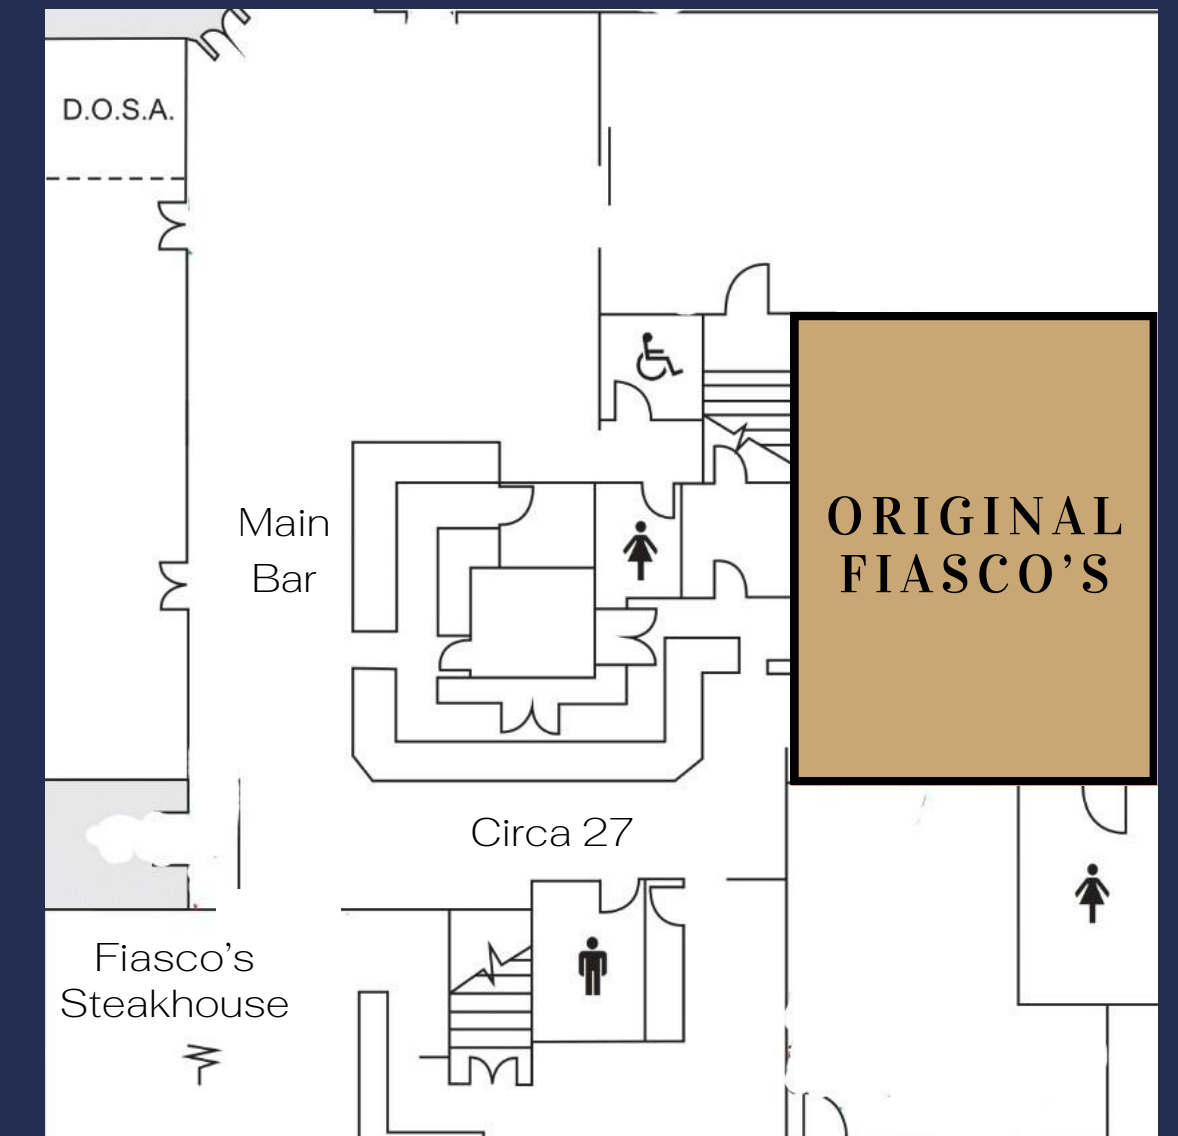 D.O.S.A.
Main
Bar
ORIGINAL
FIASCO'S
Circa 27
Fiasco's
Steakhouse